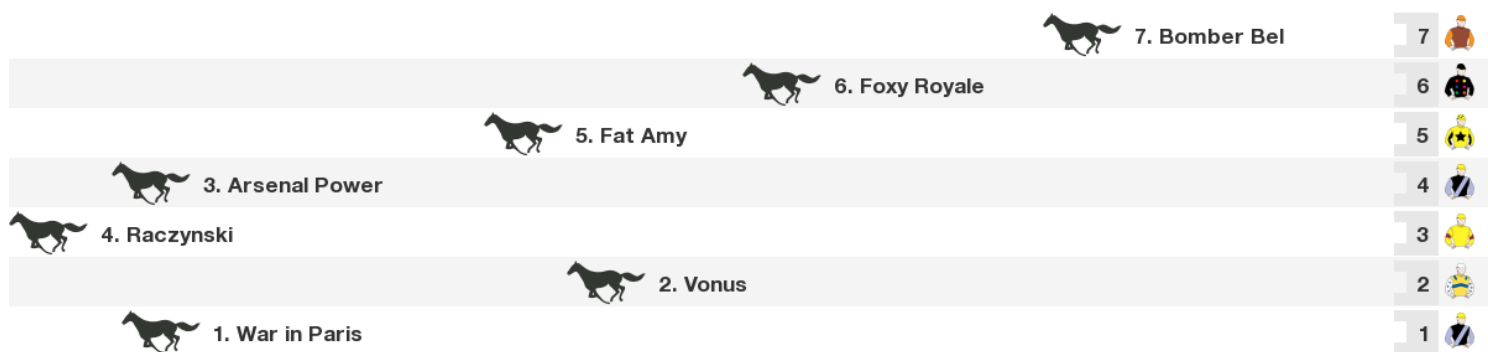 7. Bomber Bel 7
6. Foxy Royale 6
5. Fat Amy 5
3. Arsenal Power 4
4. Raczynski 3
2. Vonus 2
1. War in Paris 1